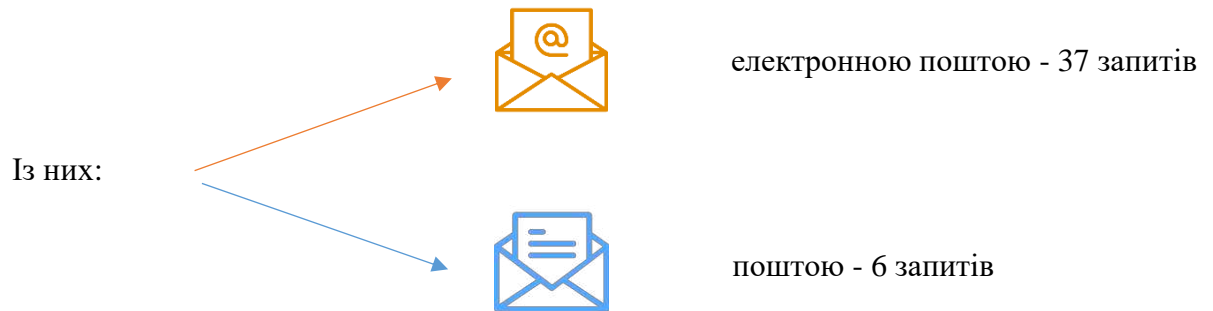 @
електронною поштою - 37 запитів
Із них:
поштою - 6 запитів